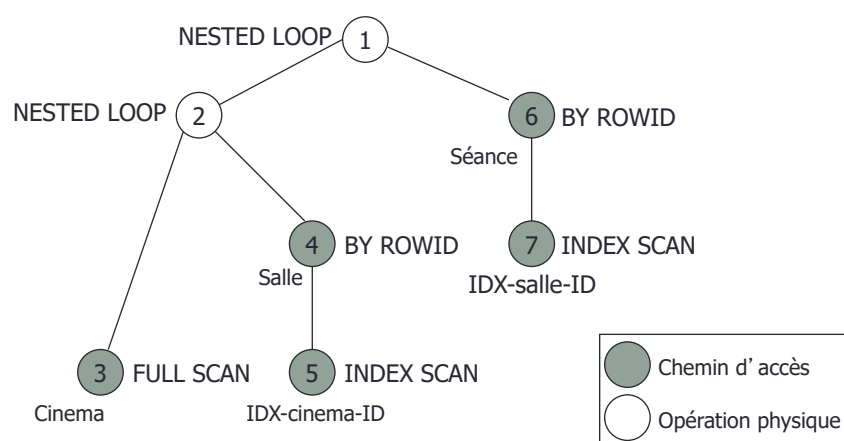 NESTED LOOP 1
NESTED LOOP 2
6 BY ROWID
Séance
4 BY ROWID
Salle
7 INDEX SCAN
IDX-salle-ID
3 FULL SCAN
Cinema
5 INDEX SCAN
IDX-cinema-ID
Chemin d’accès
Opération physique